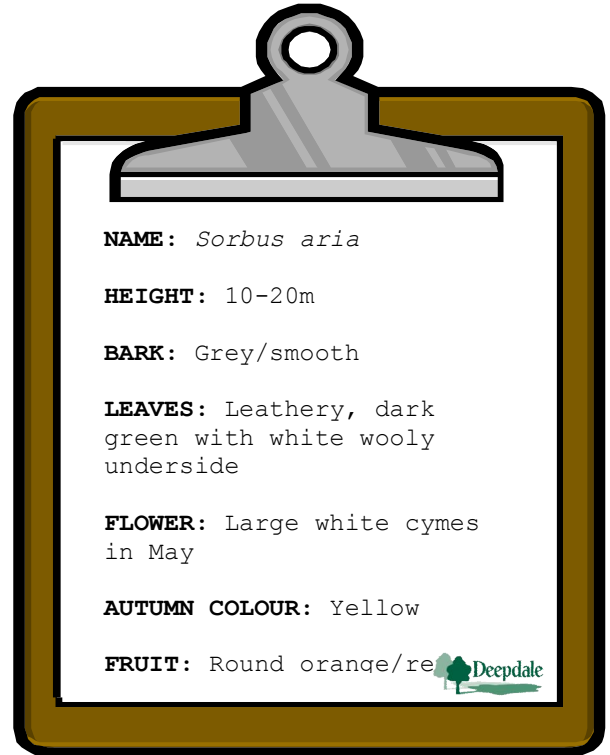 NAME: Sorbus aria
HEIGHT: 10-20m
BARK: Grey/smooth
LEAVES: Leathery, dark
green with white wooly
underside
FLOWER: Large white cymes
in May
AUTUMN COLOUR: Yellow
FRUIT: Round orange/re
Deepdale